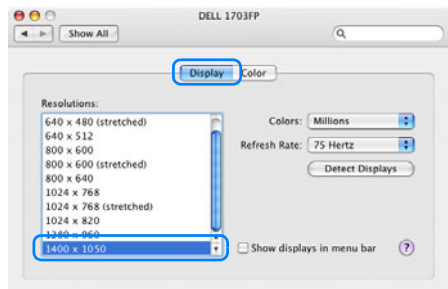 DELL 1703FP
Show All
Display Color
Resolutions:
640 x 480 (stretched)
640 x 512
800 x 600
800 x 600 (stretched)
800 x 640
1024 x 768
1024 x 768 (stretched)
1024 x 820
1280 x 960
1400 x 1050
Colors: Millions
Refresh Rate: 75 Hertz
Detect Displays
Show displays in menu bar
?